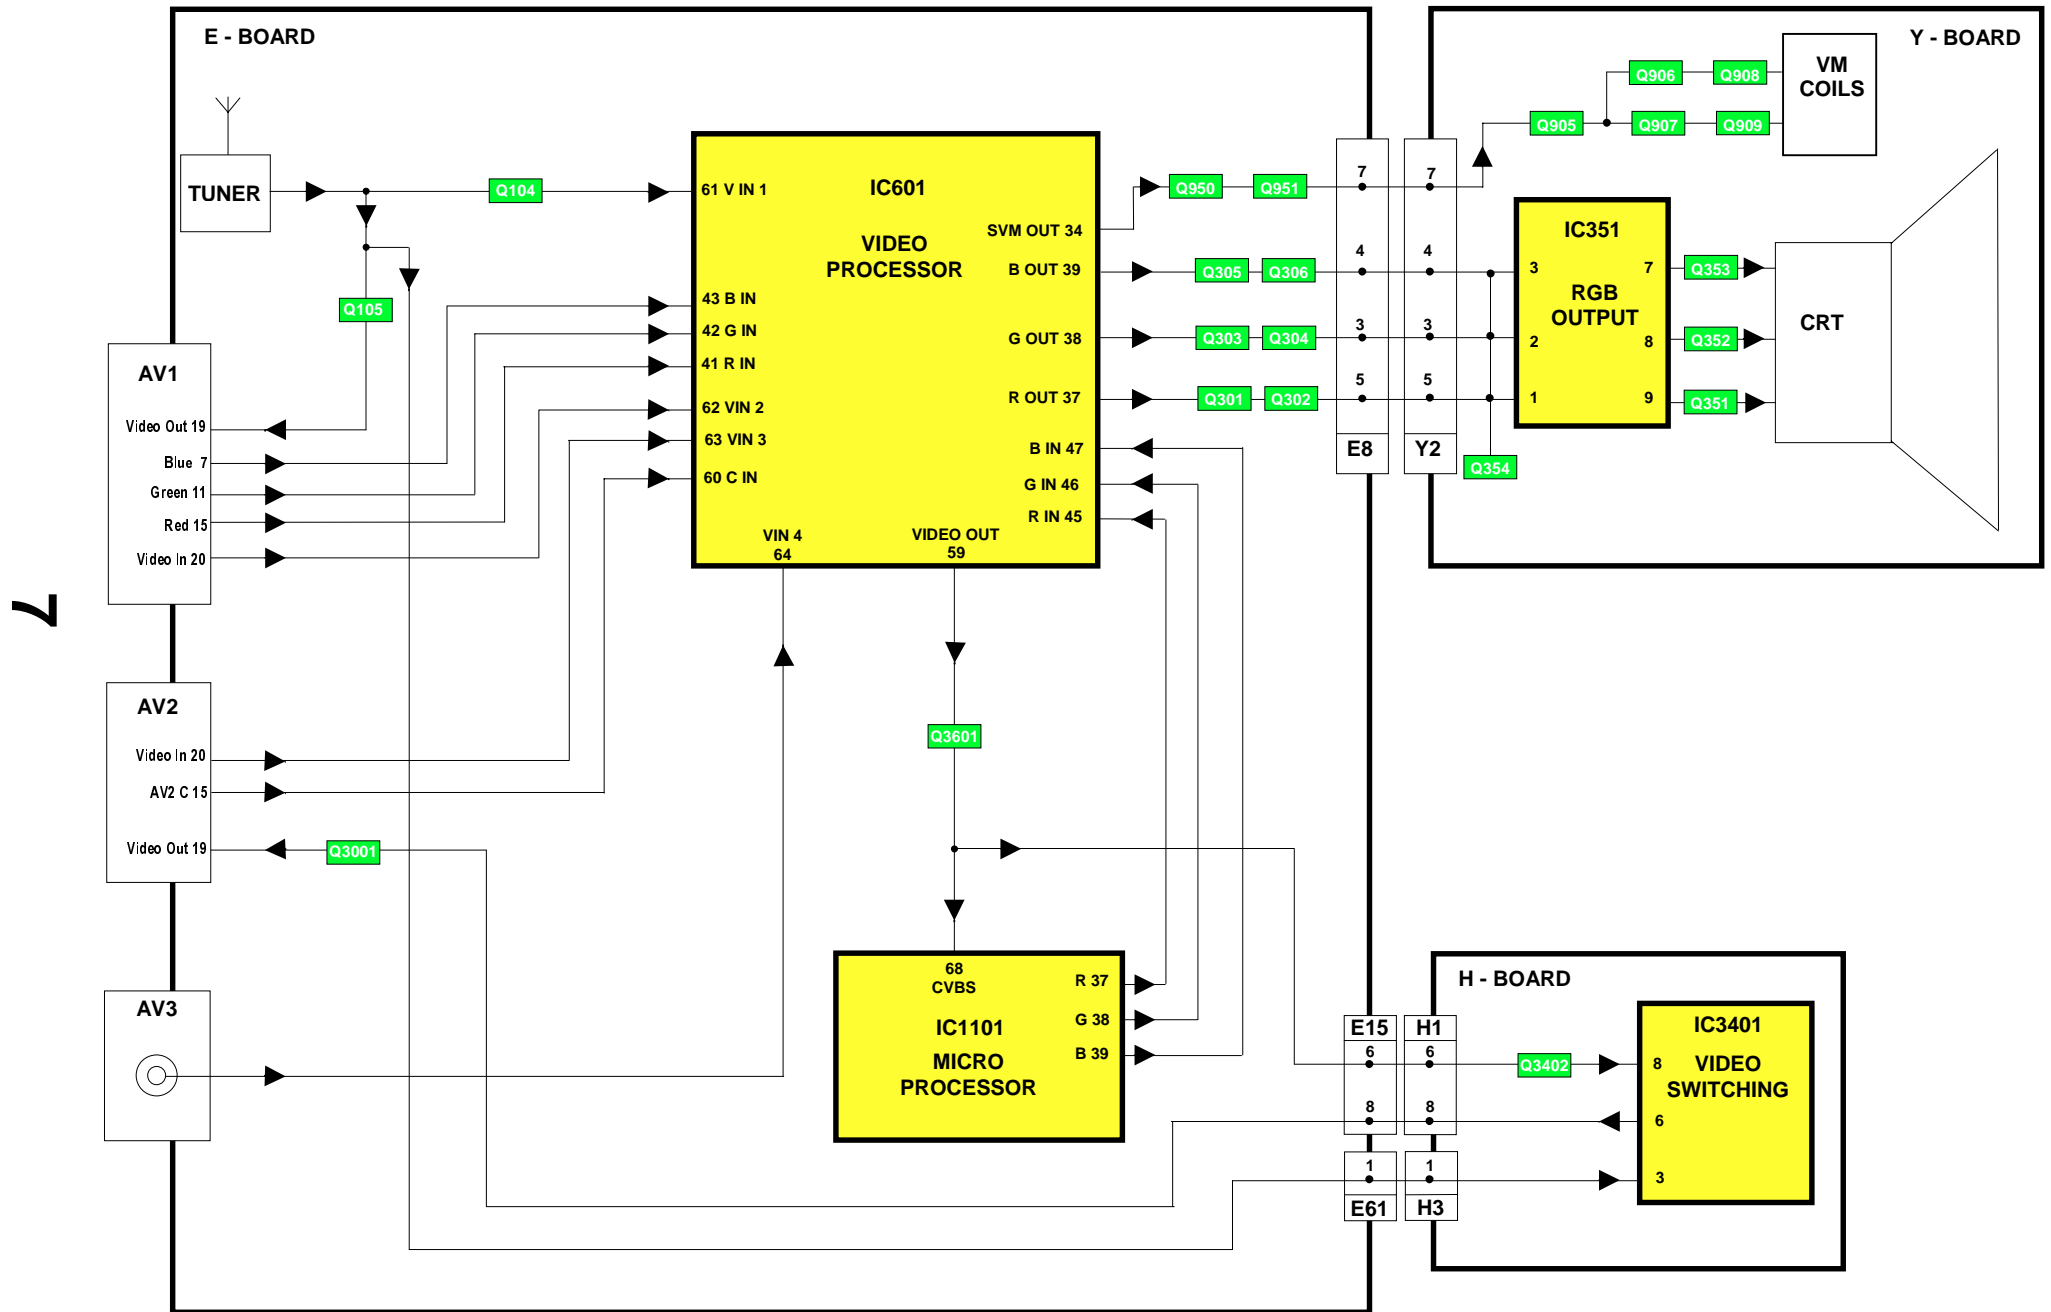 E - BOARD
Y - BOARD
VM
COILS
Q906
Q908
Q905
Q907
Q909
TUNER
Q104
61 V IN 1
IC601
VIDEO
PROCESSOR
SVM OUT 34
B OUT 39
G OUT 38
R OUT 37
B IN 47
G IN 46
R IN 45
43 B IN
42 G IN
41 R IN
62 VIN 2
63 VIN 3
60 C IN
VIN 4
64
VIDEO OUT
59
Q950
Q951
Q305
Q306
Q303
Q304
Q301
Q302
7
4
3
5
E8
7
4
3
5
Y2
Q354
IC351
RGB
OUTPUT
3
2
1
7
8
9
Q353
Q352
Q351
CRT
Q105
AV1
Video Out 19
Blue 7
Green 11
Red 15
Video In 20
7
AV2
Video In 20
AV2 C 15
Video Out 19
Q3001
Q3601
AV3
68
CVBS
IC1101
MICRO
PROCESSOR
R 37
G 38
B 39
E15
6
8
1
E61
H1
6
8
1
H3
H - BOARD
Q3402
IC3401
VIDEO
SWITCHING
8
6
3